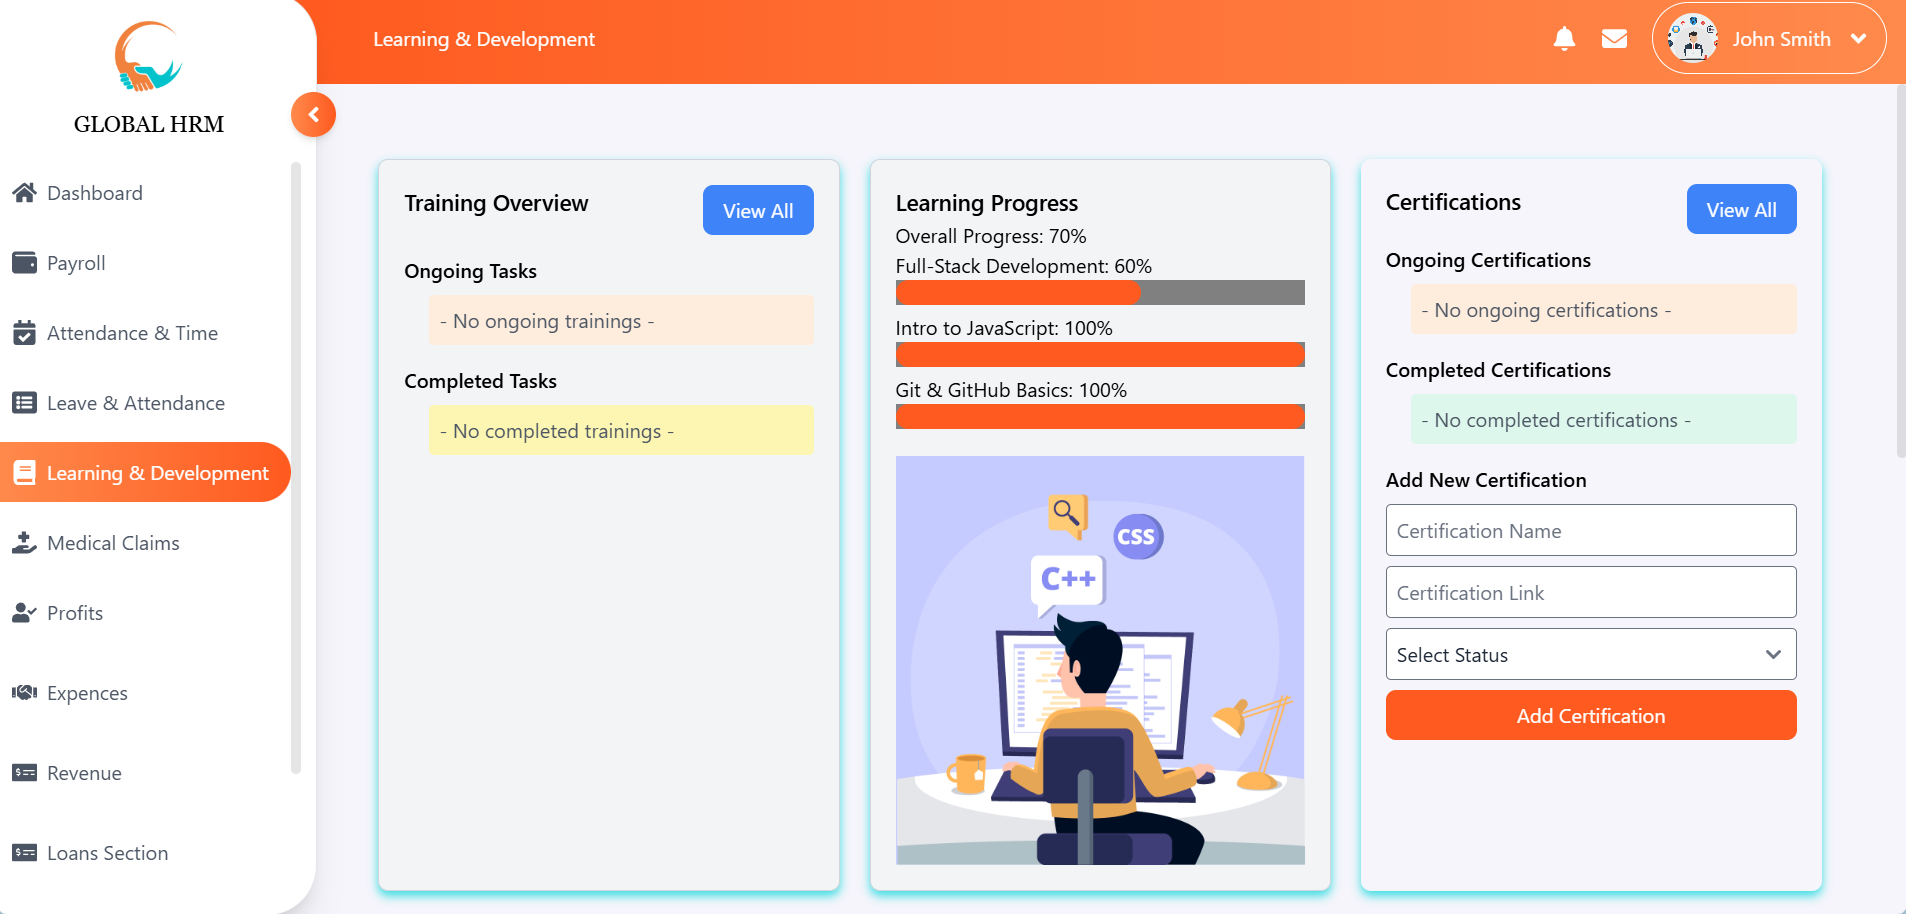 GLOBAL HRM
Dashboard
Payroll
Attendance & Time
Leave & Attendance
Learning & Development
Medical Claims
Profits
Expences
Revenue
Loans Section
Learning & Development
John Smith
Training Overview
View All
Ongoing Tasks
- No ongoing trainings -
Completed Tasks
- No completed trainings -
Learning Progress
Overall Progress: 70%
Full-Stack Development: 60%
Intro to JavaScript: 100%
Git & GitHub Basics: 100%
CSS
C++
Certifications
View All
Ongoing Certifications
- No ongoing certifications -
Completed Certifications
- No completed certifications -
Add New Certification
Certification Name
Certification Link
Select Status
Add Certification